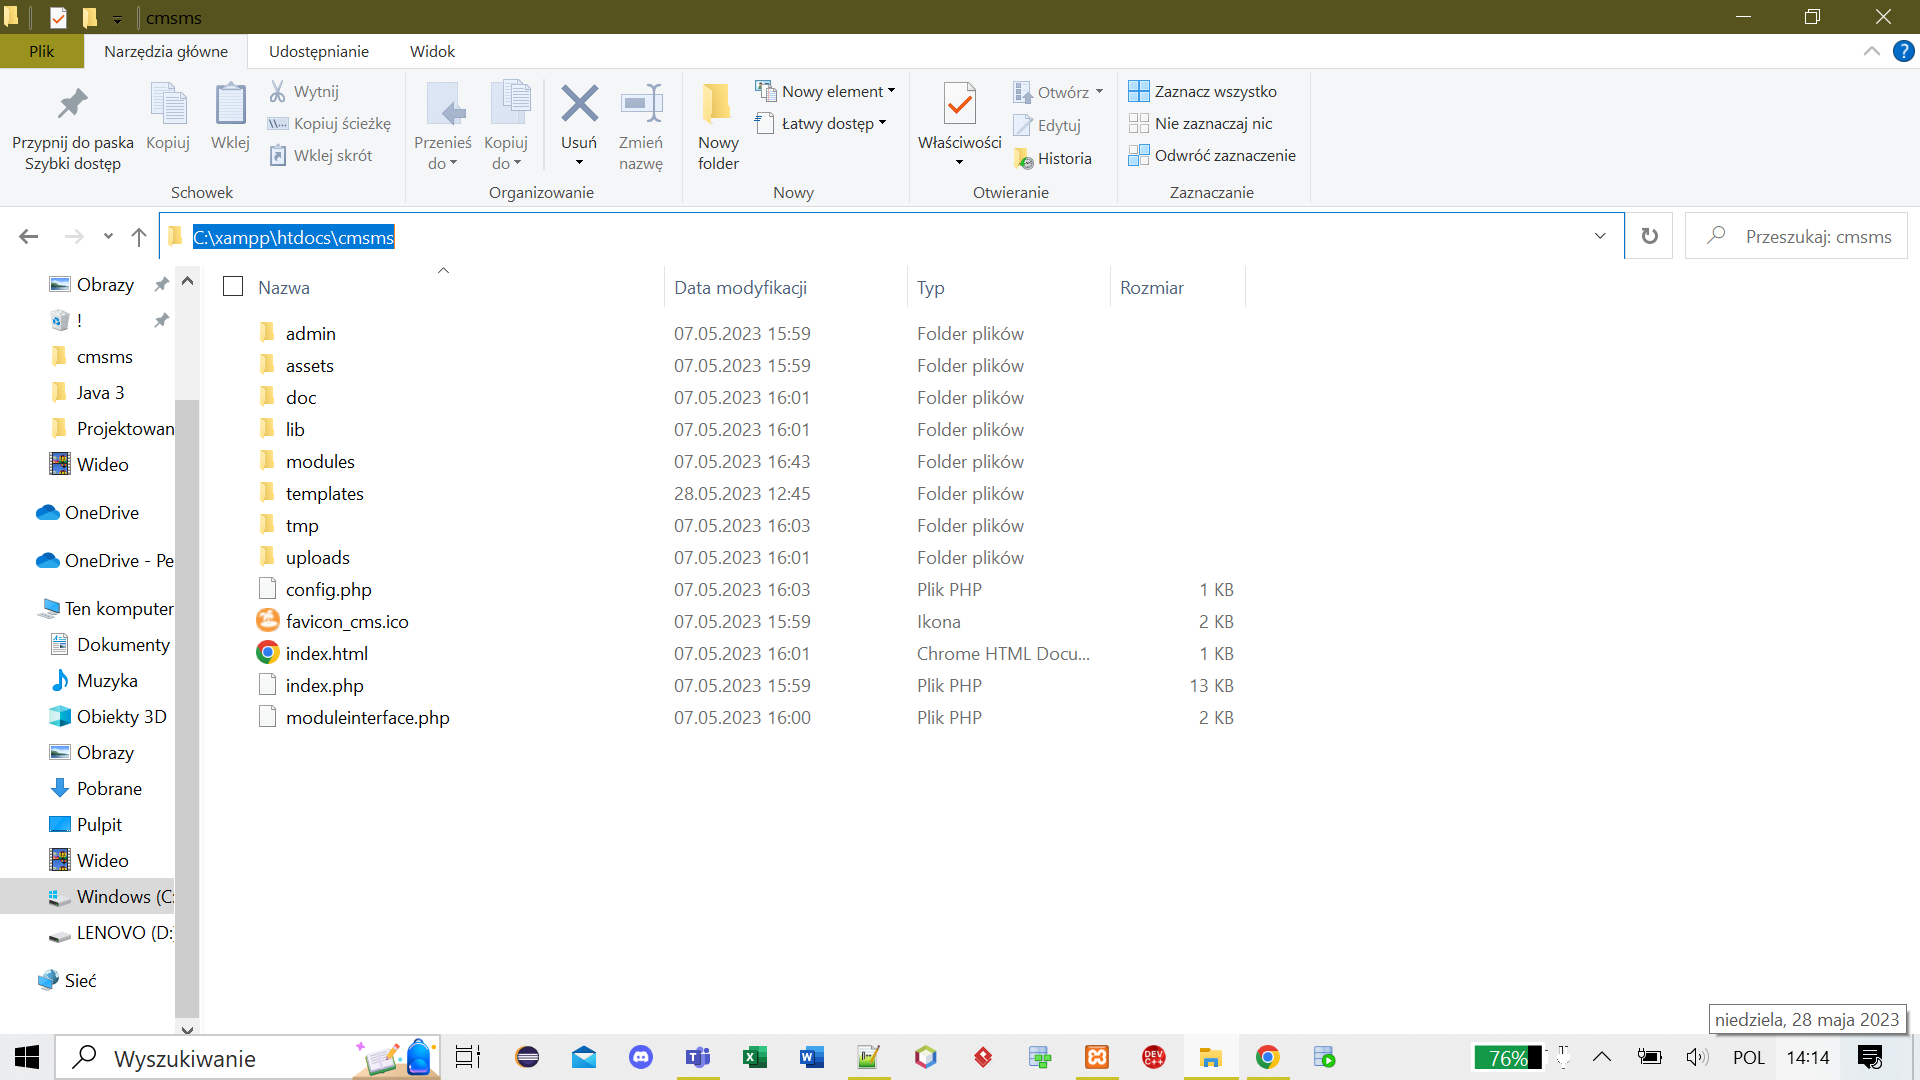 cmsms
Plik Narzędzia główne Udostępnianie Widok
Przypnij do paska
Szybki dostęp
Kopiuj
Wklej
Wytnij
Kopiuj ścieżkę
Wklej skrót
Schowek
Przenieś
do
Kopiuj
do
Usuń
Zmień
nazwę
Organizowanie
Nowy
folder
Nowy element
Łatwy dostęp
Nowy
Właściwości
Otwórz
Edytuj
Historia
Otwieranie
Zaznacz wszystko
Nie zaznaczaj nic
Odwróć zaznaczenie
Zaznaczanie
C:\xampp\htdocs\cmsms
Przeszukaj: cmsms
Obrazy
!
cmsms
Java 3
Projektowan
Wideo
OneDrive
OneDrive - Pe
Ten komputer
Dokumenty
Muzyka
Obiekty 3D
Obrazy
Pobrane
Pulpit
Wideo
Windows (C:
LENOVO (D:)
Sieć
Nazwa Data modyfikacji Typ Rozmiar
admin 07.05.2023 15:59 Folder plików
assets 07.05.2023 15:59 Folder plików
doc 07.05.2023 16:01 Folder plików
lib 07.05.2023 16:01 Folder plików
modules 07.05.2023 16:43 Folder plików
templates 28.05.2023 12:45 Folder plików
tmp 07.05.2023 16:03 Folder plików
uploads 07.05.2023 16:01 Folder plików
config.php 07.05.2023 16:03 Plik PHP 1 KB
favicon_cms.ico 07.05.2023 15:59 Ikona 2 KB
index.html 07.05.2023 16:01 Chrome HTML Docu... 1 KB
index.php 07.05.2023 15:59 Plik PHP 13 KB
moduleinterface.php 07.05.2023 16:00 Plik PHP 2 KB
niedziela, 28 maja 2023
Wyszukiwanie
DEV
C++
76%
POL
14:14